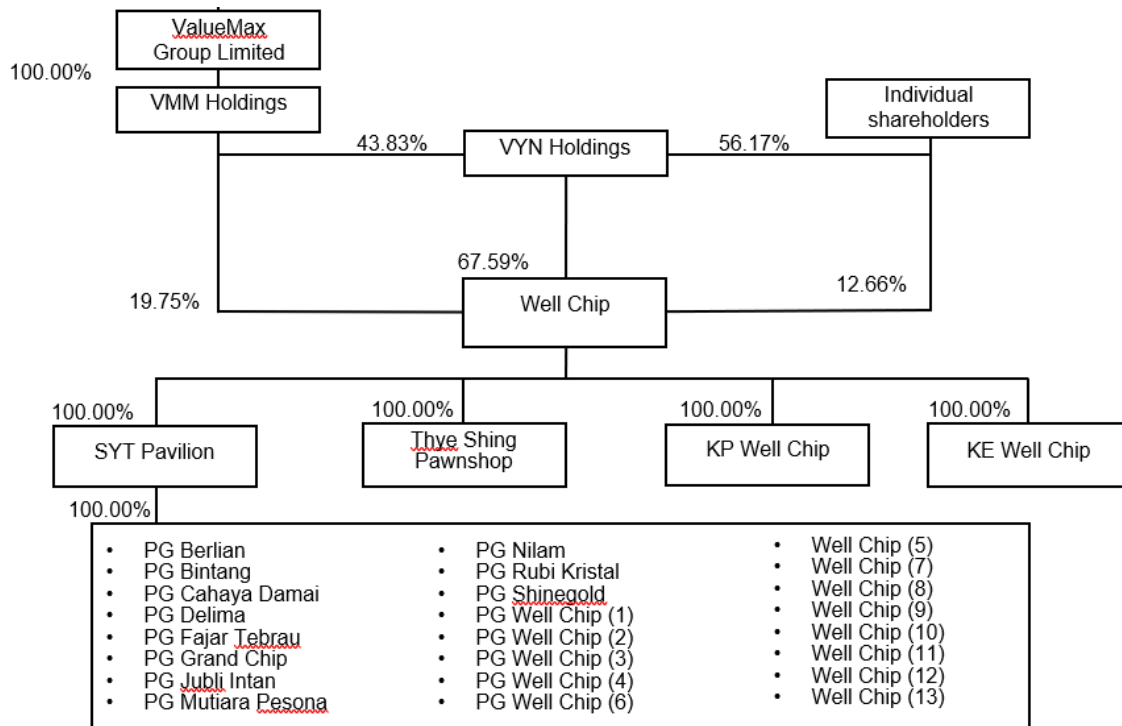 ValueMax
Group Limited
100.00%
VMM Holdings
Individual
shareholders
43.83%
VYN Holdings
56.17%
67.59%
19.75%
Well Chip
12.66%
100.00%
100.00%
100.00%
100.00%
SYT Pavilion
Thye Shing
Pawnshop
KP Well Chip
KE Well Chip
100.00%
• PG Berlian
• PG Bintang
• PG Cahaya Damai
• PG Delima
• PG Fajar Tebrau
• PG Grand Chip
• PG Jubli Intan
• PG Mutiara Pesona
• PG Nilam
• PG Rubi Kristal
• PG Shinegold
• PG Well Chip (1)
• PG Well Chip (2)
• PG Well Chip (3)
• PG Well Chip (4)
• PG Well Chip (6)
• Well Chip (5)
• Well Chip (7)
• Well Chip (8)
• Well Chip (9)
• Well Chip (10)
• Well Chip (11)
• Well Chip (12)
• Well Chip (13)